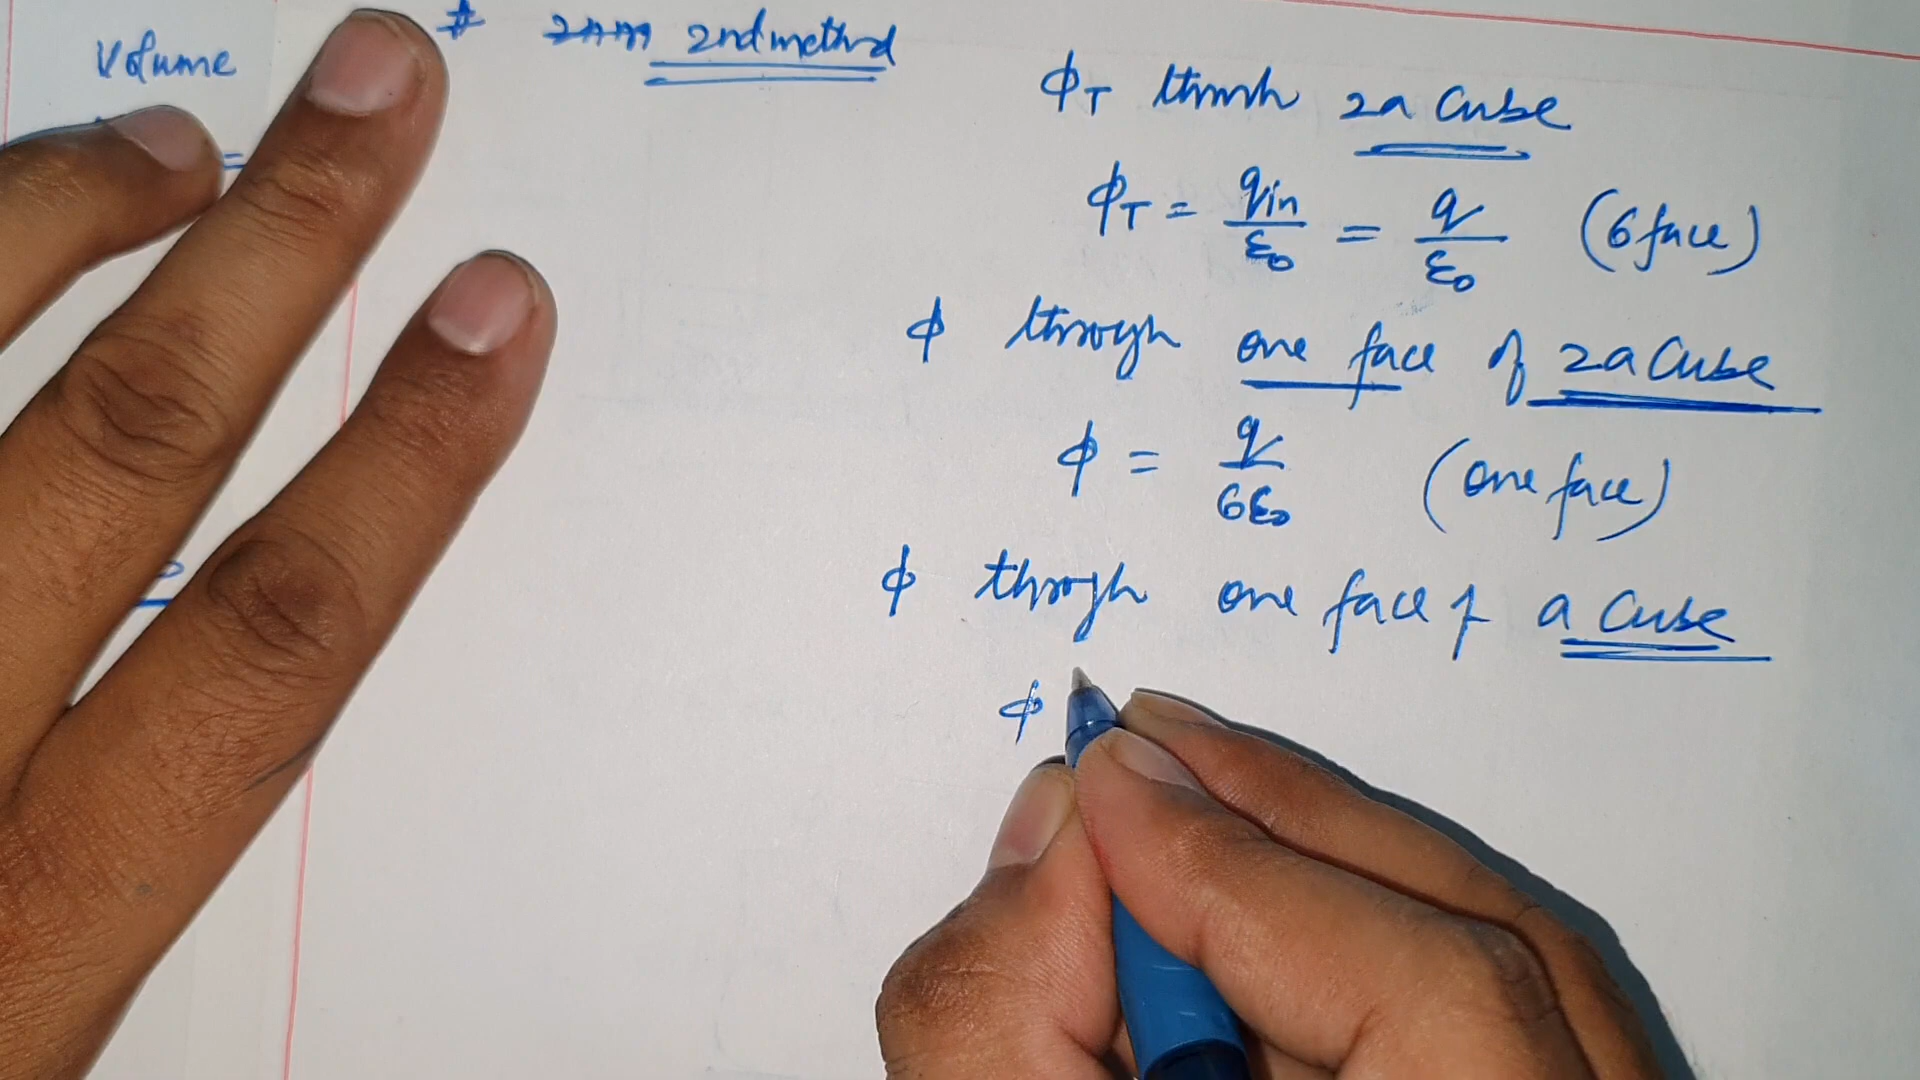 Volume
=
# 2nd method
ϕT through 2a Cube
ϕT = qin/ε0 = q/ε0 (6 face)
ϕ through one face of 2a Cube
ϕ = q/6ε0 (one face)
ϕ throgh one face of a Cube
ϕ